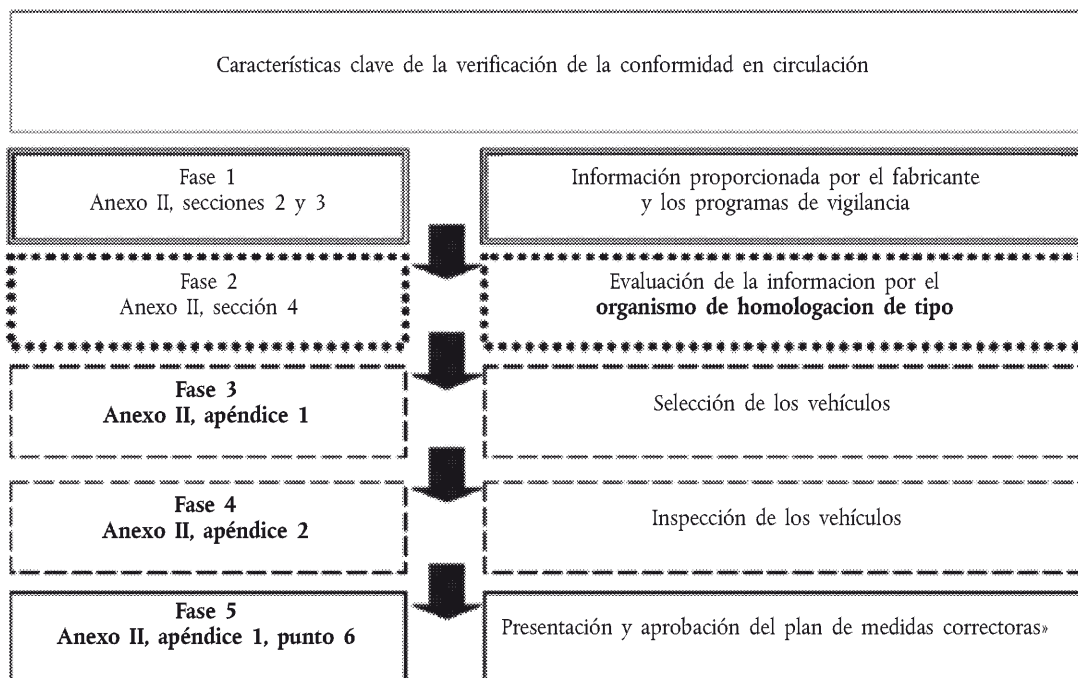 Características clave de la verificación de la conformidad en circulación
Fase 1
Anexo II, secciones 2 y 3
Información proporcionada por el fabricante
y los programas de vigilancia
Fase 2
Anexo II, sección 4
Evaluación de la informacion por el
organismo de homologacion de tipo
Fase 3
Anexo II, apéndice 1
Selección de los vehículos
Fase 4
Anexo II, apéndice 2
Inspección de los vehículos
Fase 5
Anexo II, apéndice 1, punto 6
Presentación y aprobación del plan de medidas correctoras»